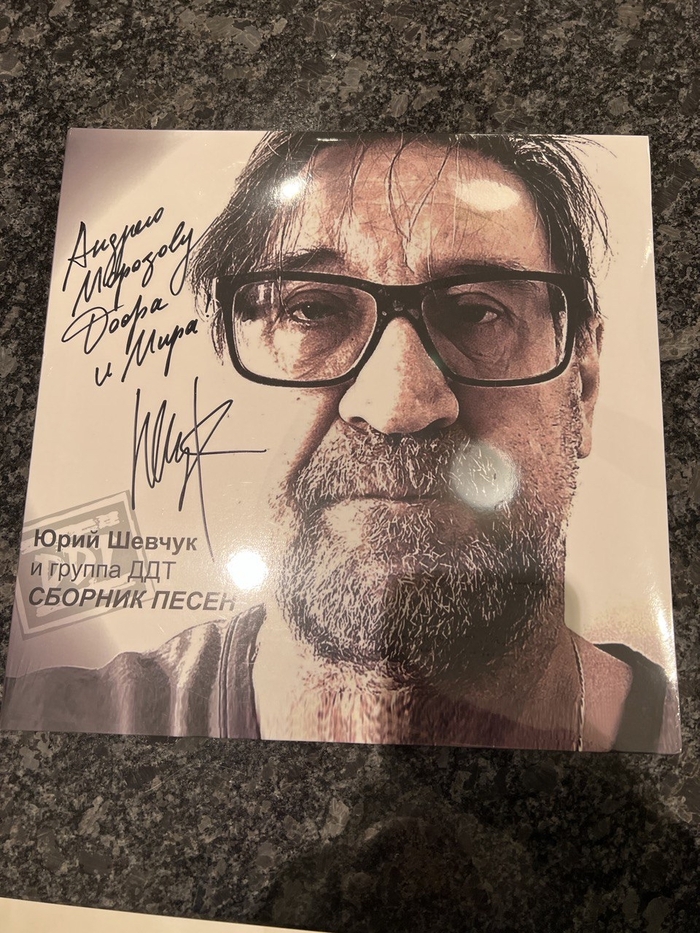 Андрею
Морозову
Добра
и Мира
Юрий Шевчук
и группа ДДТ
СБОРНИК ПЕСЕН